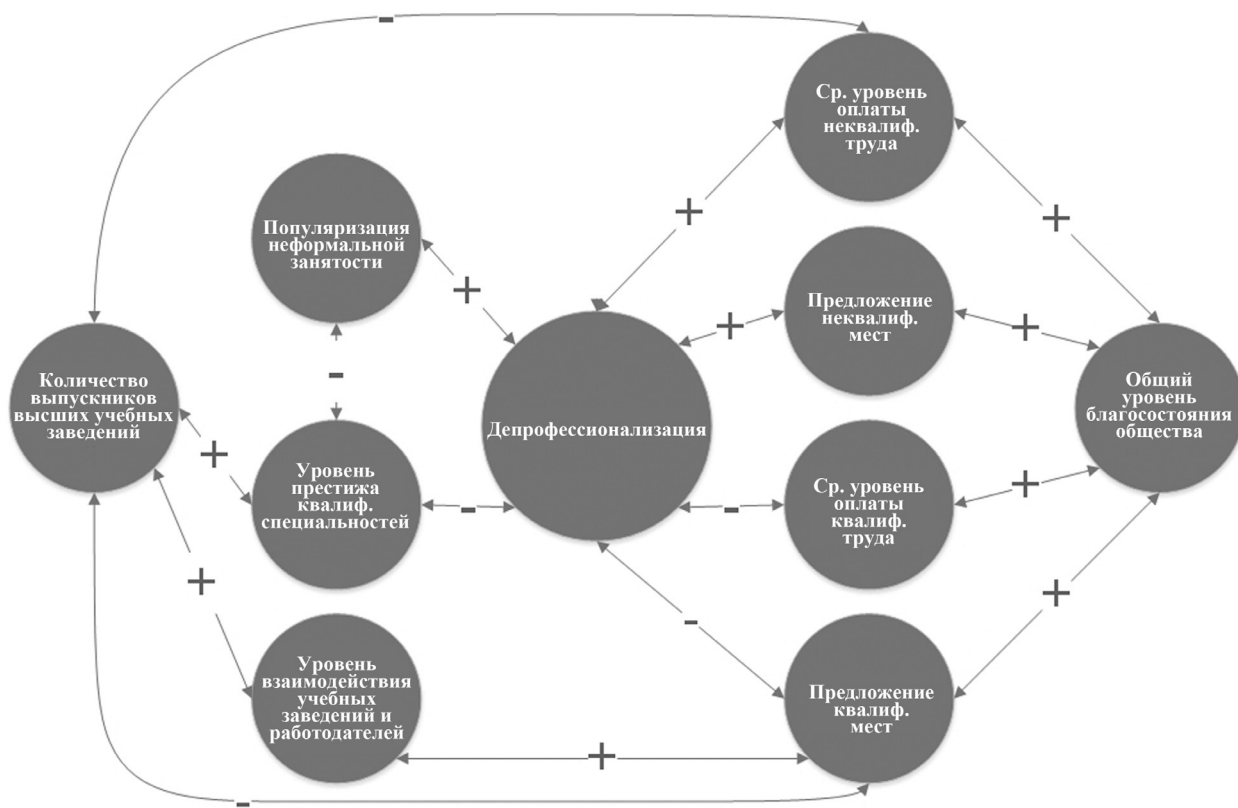 -
Ср. уровень
оплаты
неквалиф.
труда
+
+
Популяризация
неформальной
занятости
+
Предложение
неквалиф.
мест
+
+
Количество
выпускников
высших учебных
заведений
-
Депрофессионализация
Общий
уровень
благосостояния
общества
+
Уровень
престижа
квалиф.
специальностей
-
-
Ср. уровень
оплаты
квалиф.
труда
+
+
-
+
Уровень
взаимодействия
учебных
заведений и
работодателей
Предложение
квалиф.
мест
+
-